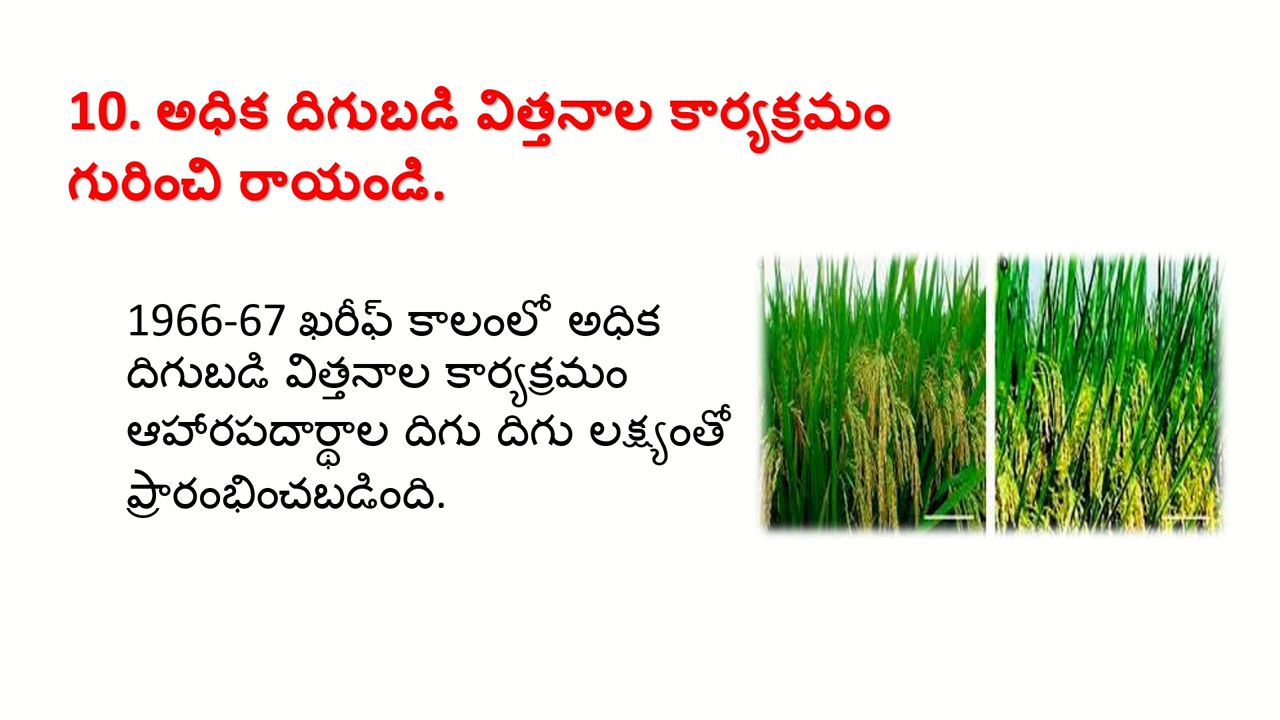 10. అధిక దిగుబడి విత్తనాల కార్యక్రమం
గురించి రాయండి.
1966-67 ఖరీఫ్ కాలంలో అధిక
దిగుబడి విత్తనాల కార్యక్రమం
ఆహారపదార్థాల దిగు దిగు లక్ష్యంతో
ప్రారంభించబడింది.